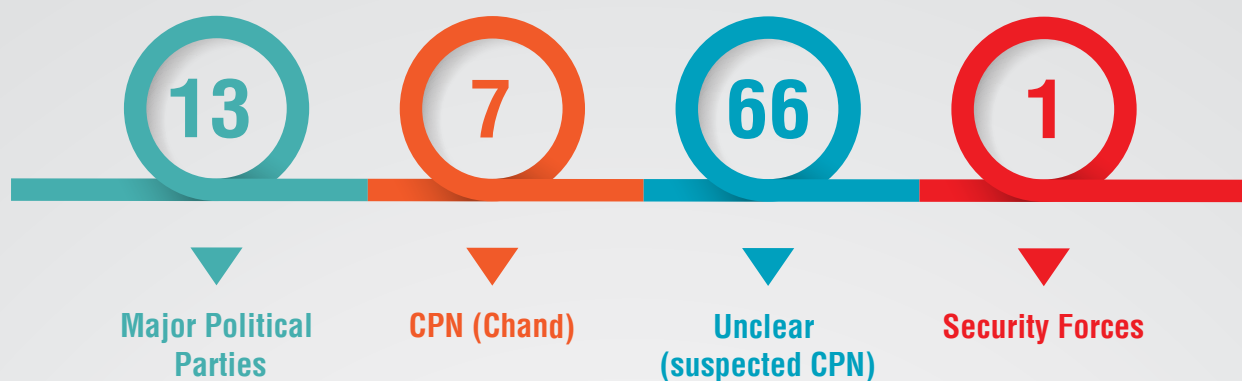 13 7 66 1
Major Political
Parties
CPN (Chand)
Unclear
(suspected CPN)
Security Forces